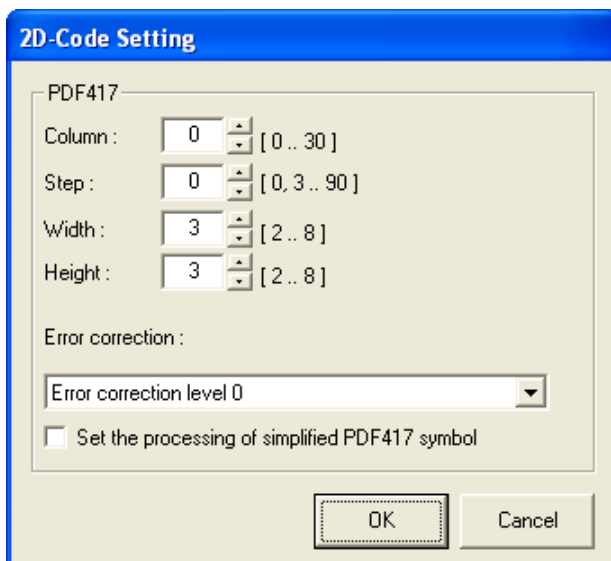 2D-Code Setting
PDF417
Column : 0 [ 0 .. 30 ]
Step : 0 [ 0, 3 .. 90 ]
Width : 3 [ 2 .. 8 ]
Height : 3 [ 2 .. 8 ]
Error correction :
Error correction level 0
Set the processing of simplified PDF417 symbol
OK Cancel